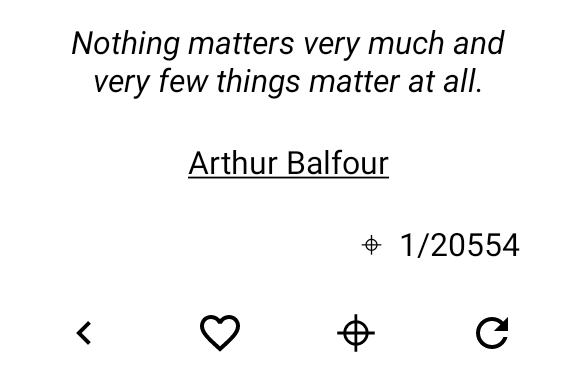 Nothing matters very much and
very few things matter at all.
Arthur Balfour
1/20554